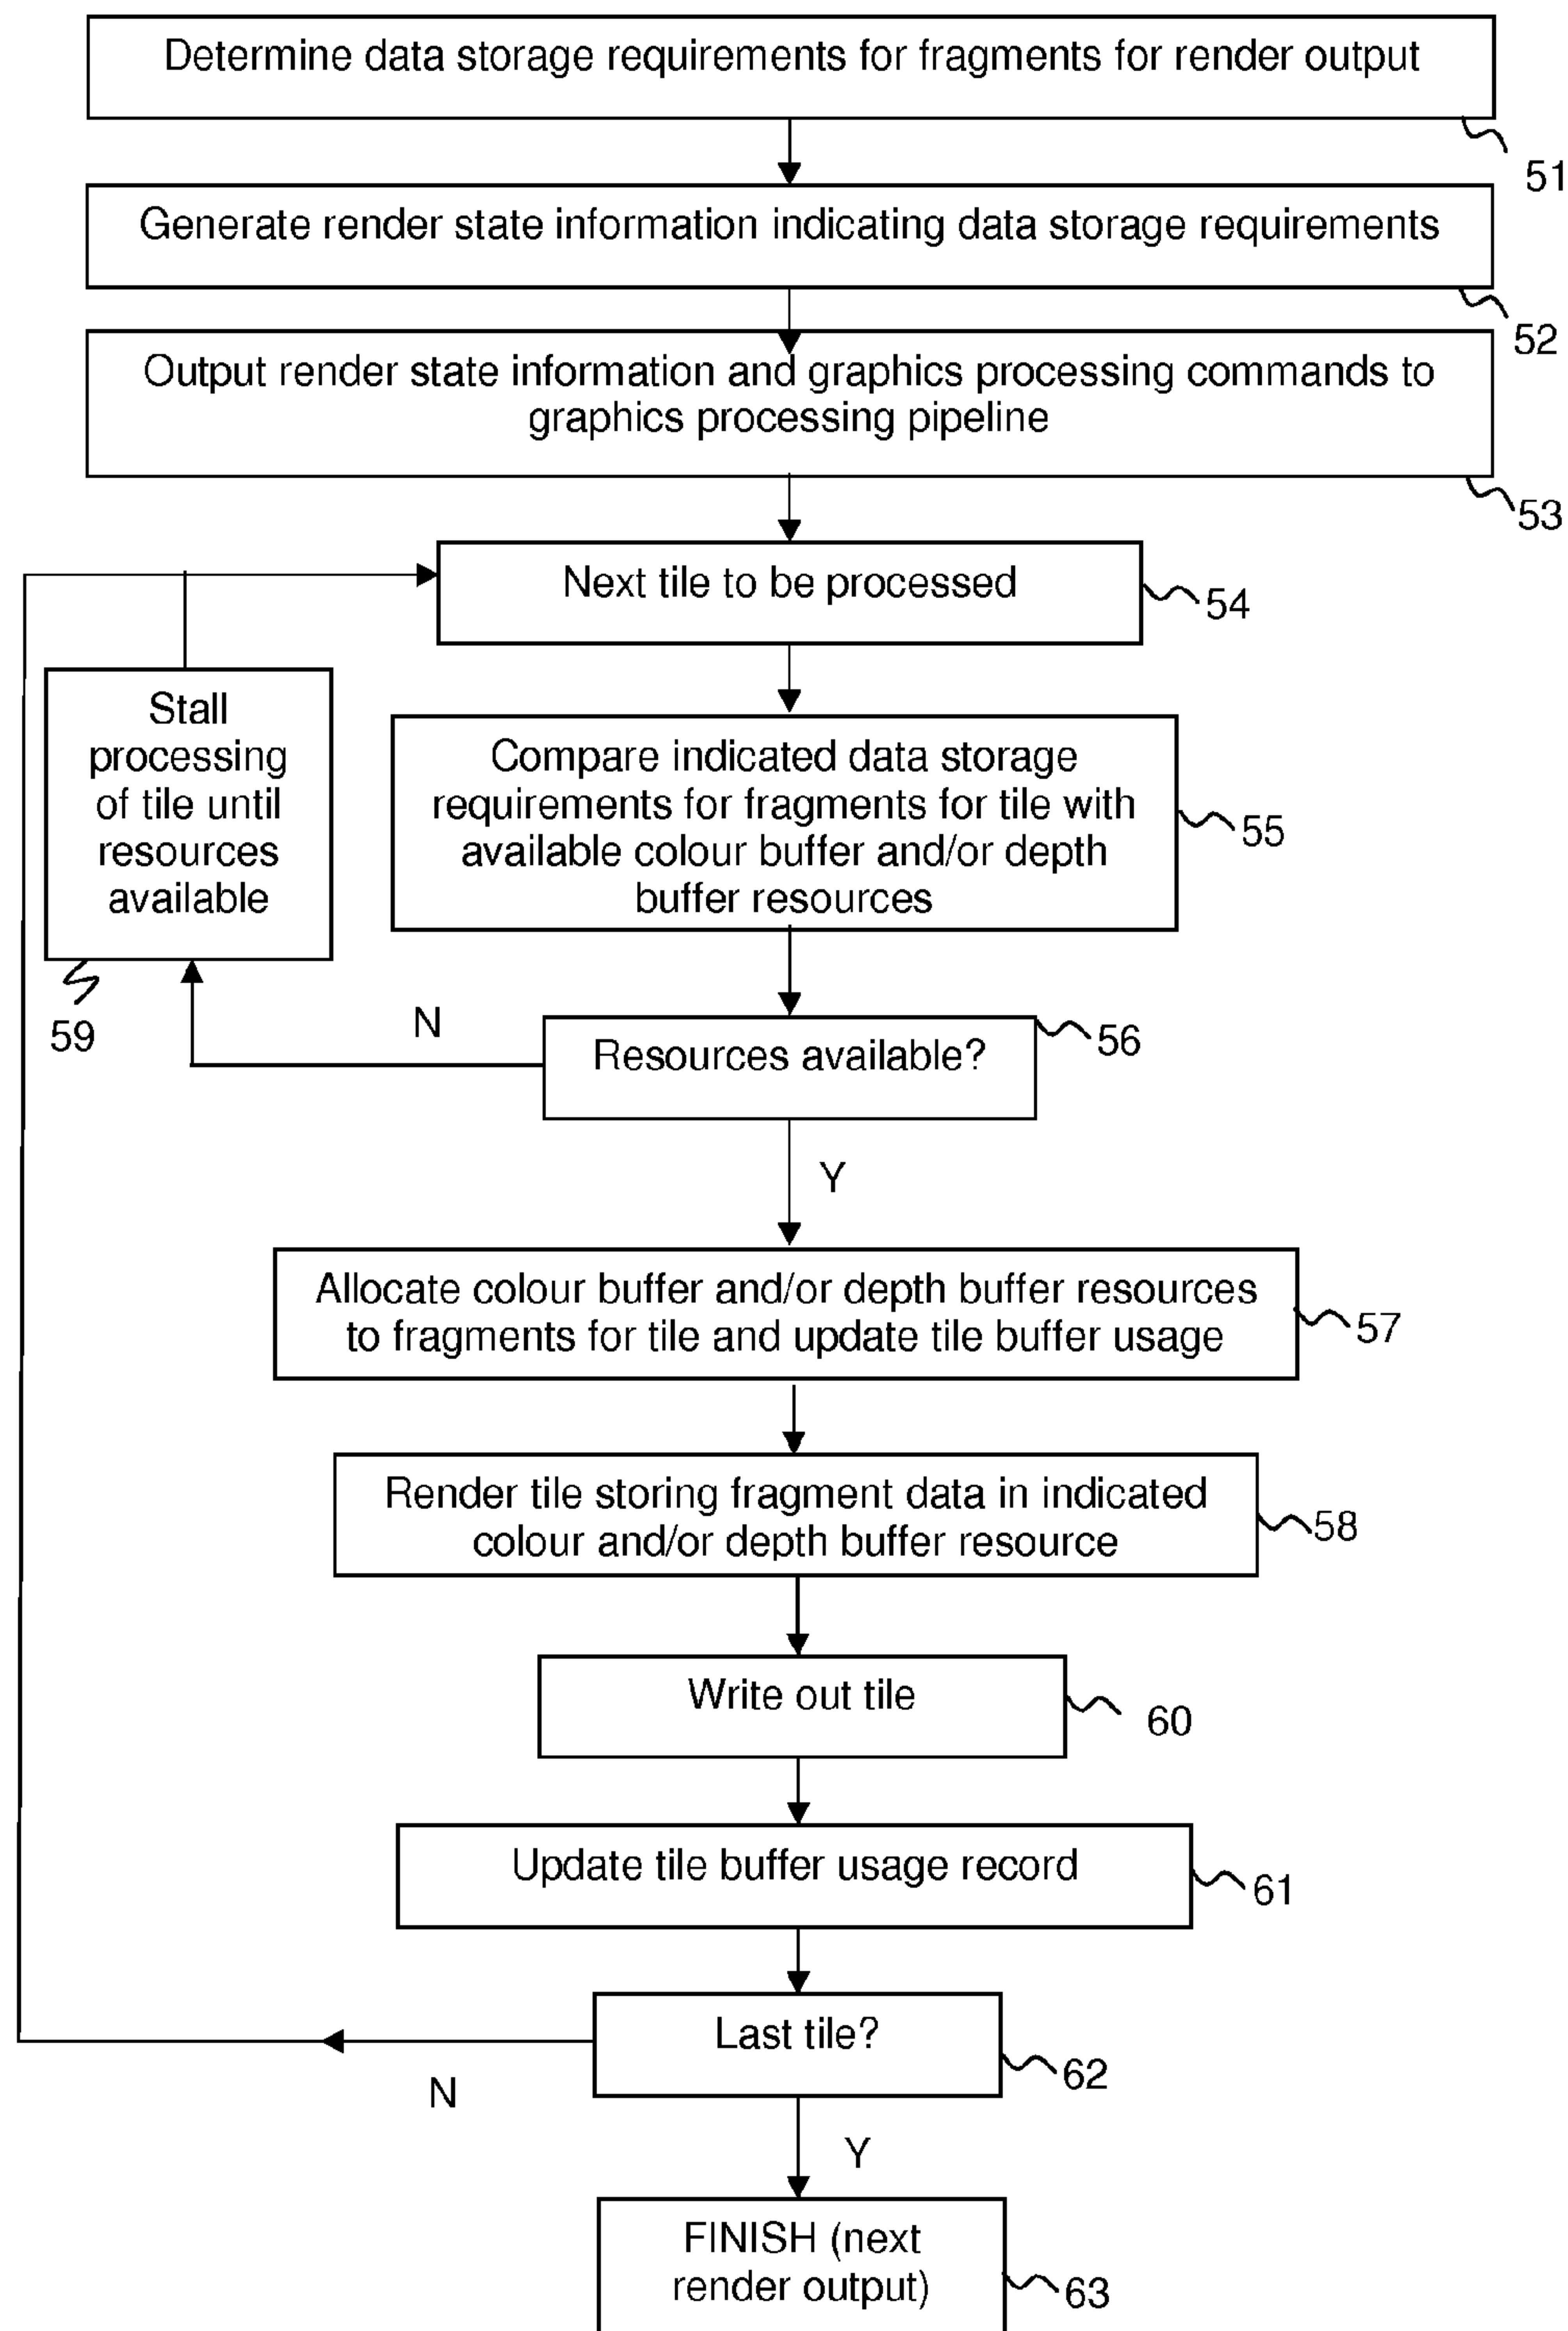 Determine data storage requirements for fragments for render output
51
Generate render state information indicating data storage requirements
52
Output render state information and graphics processing commands to
graphics processing pipeline
53
Next tile to be processed
54
Stall
processing
of tile until
resources
available
59
Compare indicated data storage
requirements for fragments for tile with
available colour buffer and/or depth
buffer resources
55
N
Resources available?
56
Y
Allocate colour buffer and/or depth buffer resources
to fragments for tile and update tile buffer usage
57
Render tile storing fragment data in indicated
colour and/or depth buffer resource
58
Write out tile
60
Update tile buffer usage record
61
Last tile?
62
N
Y
FINISH (next
render output)
63